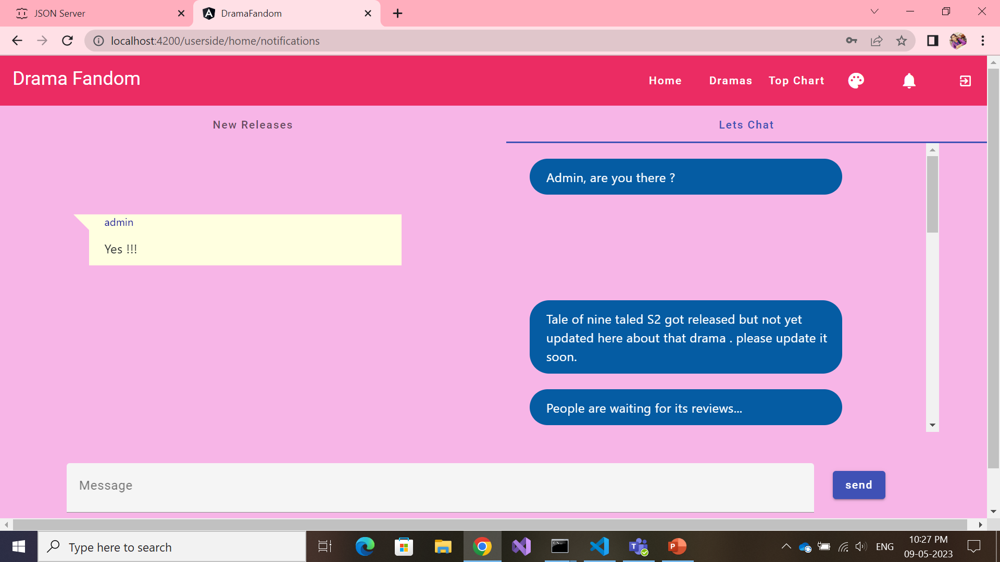 JSON Server
DramaFandom
localhost:4200/userside/home/notifications
Drama Fandom
Home
Dramas
Top Chart
New Releases
Lets Chat
Admin, are you there ?
admin
Yes !!!
Tale of nine taled S2 got released but not yet
updated here about that drama . please update it
soon.
People are waiting for its reviews...
Message
send
Type here to search
ENG
10:27 PM
09-05-2023